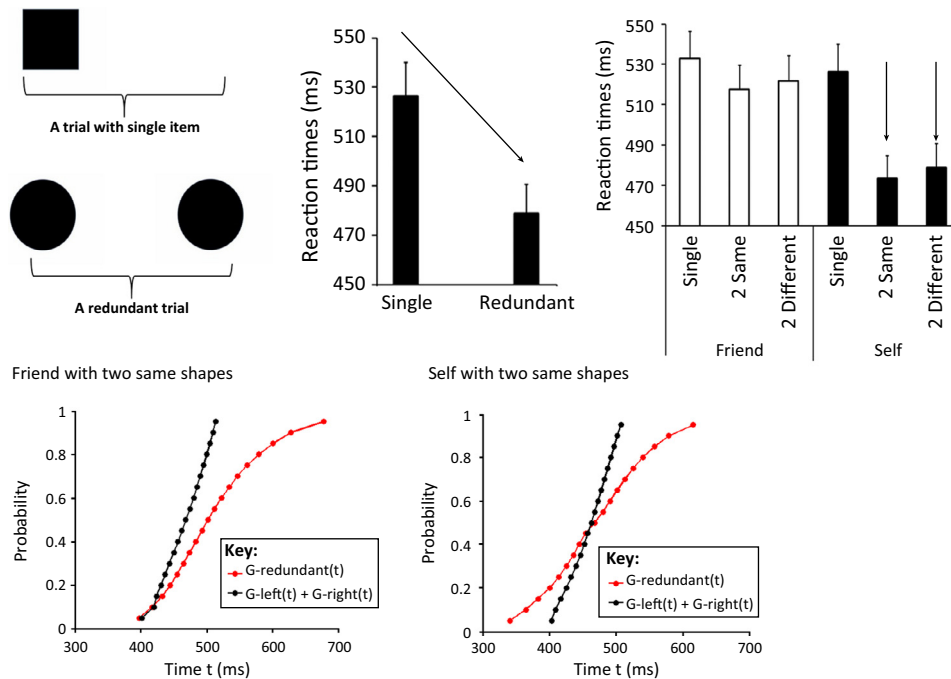 A trial with single item
A redundant trial
Reaction times (ms)
550
530
510
490
470
450
Single
Redundant
Reaction times (ms)
550
530
510
490
470
450
Single
2 Same
2 Different
Single
2 Same
2 Different
Friend
Self
Friend with two same shapes
Probability
1
0.8
0.6
0.4
0.2
0
300
400
500
600
700
Time t (ms)
Key:
G-redundant(t)
G-left(t) + G-right(t)
Self with two same shapes
Probability
1
0.8
0.6
0.4
0.2
0
300
400
500
600
700
Time t (ms)
Key:
G-redundant(t)
G-left(t) + G-right(t)